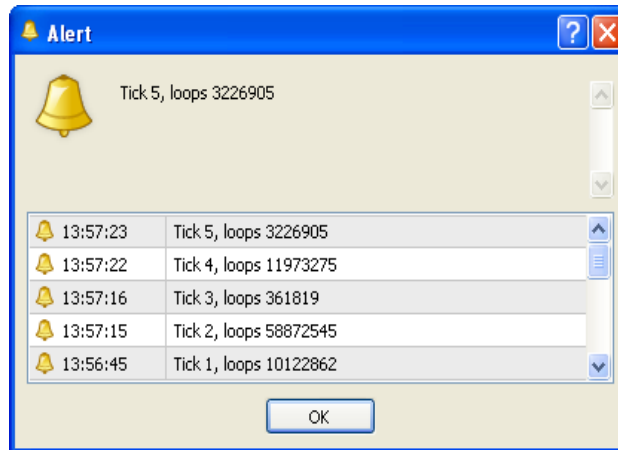 Alert
Tick 5, loops 3226905
13:57:23 Tick 5, loops 3226905
13:57:22 Tick 4, loops 11973275
13:57:16 Tick 3, loops 361819
13:57:15 Tick 2, loops 58872545
13:56:45 Tick 1, loops 10122862
OK